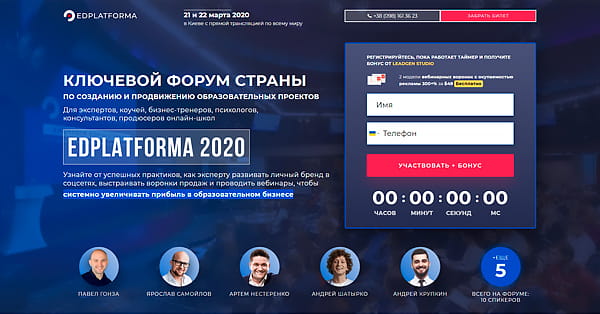 EDPLATFORMA
21 и 22 марта 2020
в Киеве с прямой трансляцией по всему миру
+38 (098) 161 36 23
ЗАБРАТЬ БИЛЕТ
КЛЮЧЕВОЙ ФОРУМ СТРАНЫ
ПО СОЗДАНИЮ И ПРОДВИЖЕНИЮ ОБРАЗОВАТЕЛЬНЫХ ПРОЕКТОВ
Для экспертов, коучей, бизнес-тренеров, психологов,
консультантов, продюсеров онлайн-школ
EDPLATFORMA 2020
Узнайте от успешных практиков, как эксперту развивать личный бренд в
соцсетях, выстраивать воронки продаж и проводить вебинары, чтобы
системно увеличивать прибыль в образовательном бизнесе
РЕГИСТРИРУЙТЕСЬ, ПОКА РАБОТАЕТ ТАЙМЕР И ПОЛУЧИТЕ
БОНУС ОТ LEADGEN STUDIO
2 модели вебинарных воронок с окупаемостью
рекламы 300+% за $49 Бесплатно
Имя
Телефон
УЧАСТВОВАТЬ + БОНУС
00 : 00 : 00 : 00
ЧАСОВ МИНУТ СЕКУНД МС
ПАВЕЛ ГОНЗА
ЯРОСЛАВ САМОЙЛОВ
АРТЕМ НЕСТЕРЕНКО
АНДРЕЙ ШАТЫРКО
АНДРЕЙ КРУПКИН
+ЕЩЕ
5
ВСЕГО НА ФОРУМЕ:
10 СПИКЕРОВ